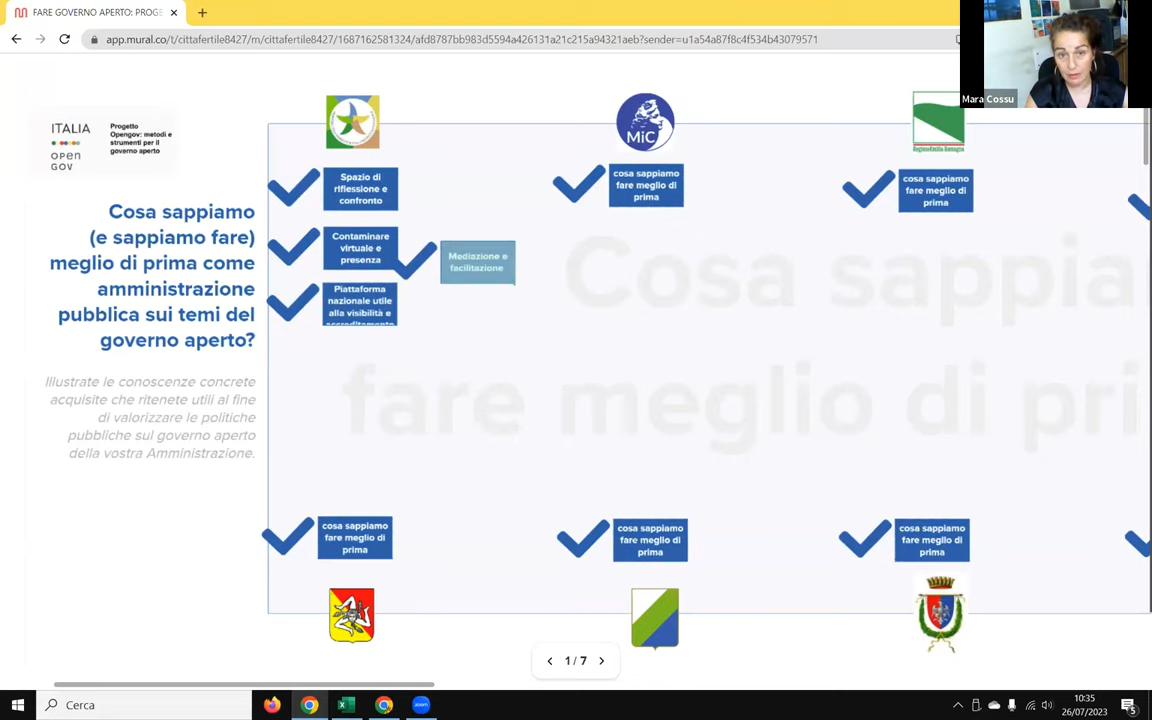 FARE GOVERNO APERTO: PROGE
app.mural.co/t/cittafertile8427/m/cittafertile8427/1687162581324/afd8787bb983d5594a426131a21c215a94321aeb?sender=u1a54a87f8c4f534b43079571
Mara Cossu
ITALIA
open
GOV
Progetto
Opengov: metodi e
strumenti per il
governo aperto
Cosa sappiamo
(e sappiamo fare)
meglio di prima come
amministrazione
pubblica sui temi del
governo aperto?
Illustrate le conoscenze concrete
acquisite che ritenete utili al fine
di valorizzare le politiche
pubbliche sul governo aperto
della vostra Amministrazione.
MiC
RegioneEmilia-Romagna
Spazio di
riflessione e
confronto
cosa sappiamo
fare meglio di
prima
cosa sappiamo
fare meglio di
prima
Contaminare
virtuale e
presenza
Mediazione e
facilitazione
Piattaforma
nazionale utile
alla visibilità e
accreditamento
Cosa sappia
fare meglio di pri
cosa sappiamo
fare meglio di
prima
cosa sappiamo
fare meglio di
prima
cosa sappiamo
fare meglio di
prima
1/7
Cerca
zoom
10:35
26/07/2023
5